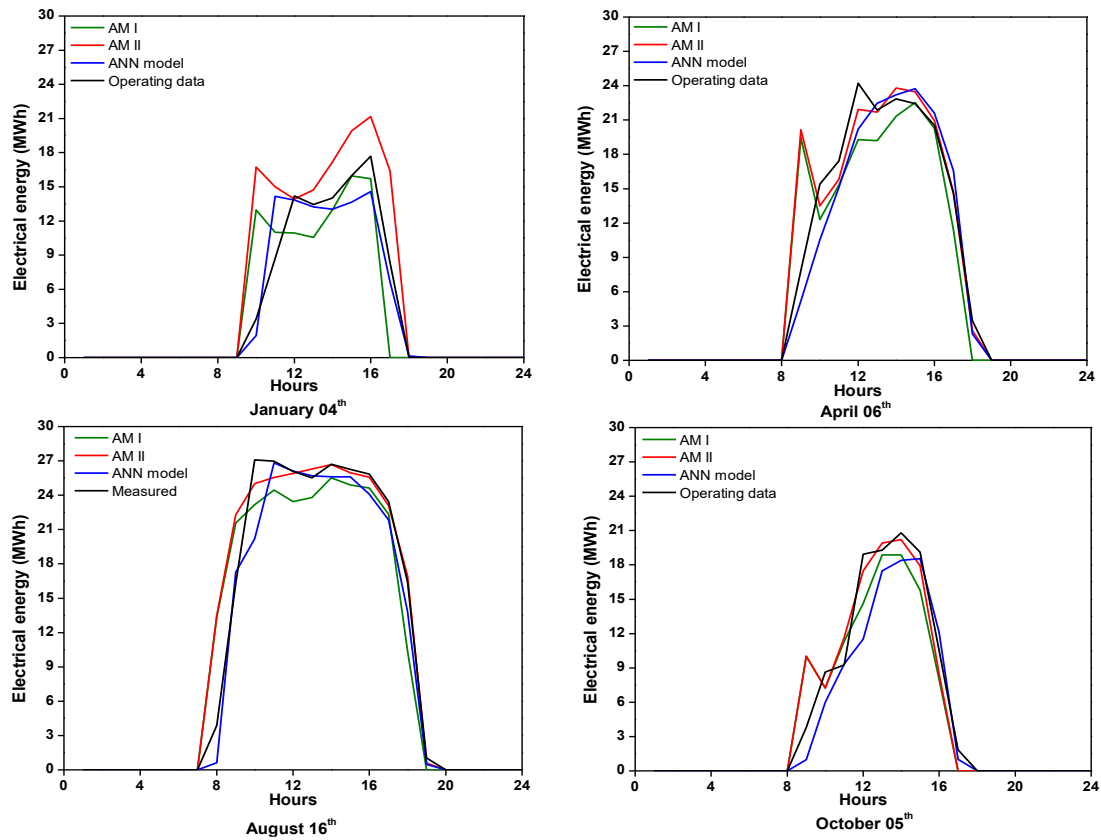 30
27
24
21
18
15
12
9
6
3
0
Electrical energy (MWh)
AM I
AM II
ANN model
Operating data
0 4 8 12 16 20 24
Hours
January 04th
30
27
24
21
18
15
12
9
6
3
0
Electrical energy (MWh)
AM I
AM II
ANN model
Operating data
0 4 8 12 16 20 24
Hours
April 06th
30
27
24
21
18
15
12
9
6
3
0
Electrical energy (MWh)
AM I
AM II
ANN model
Measured
0 4 8 12 16 20 24
Hours
August 16th
30
27
24
21
18
15
12
9
6
3
0
Electrical energy (MWh)
AM I
AM II
ANN model
Operating data
0 4 8 12 16 20 24
Hours
October 05th